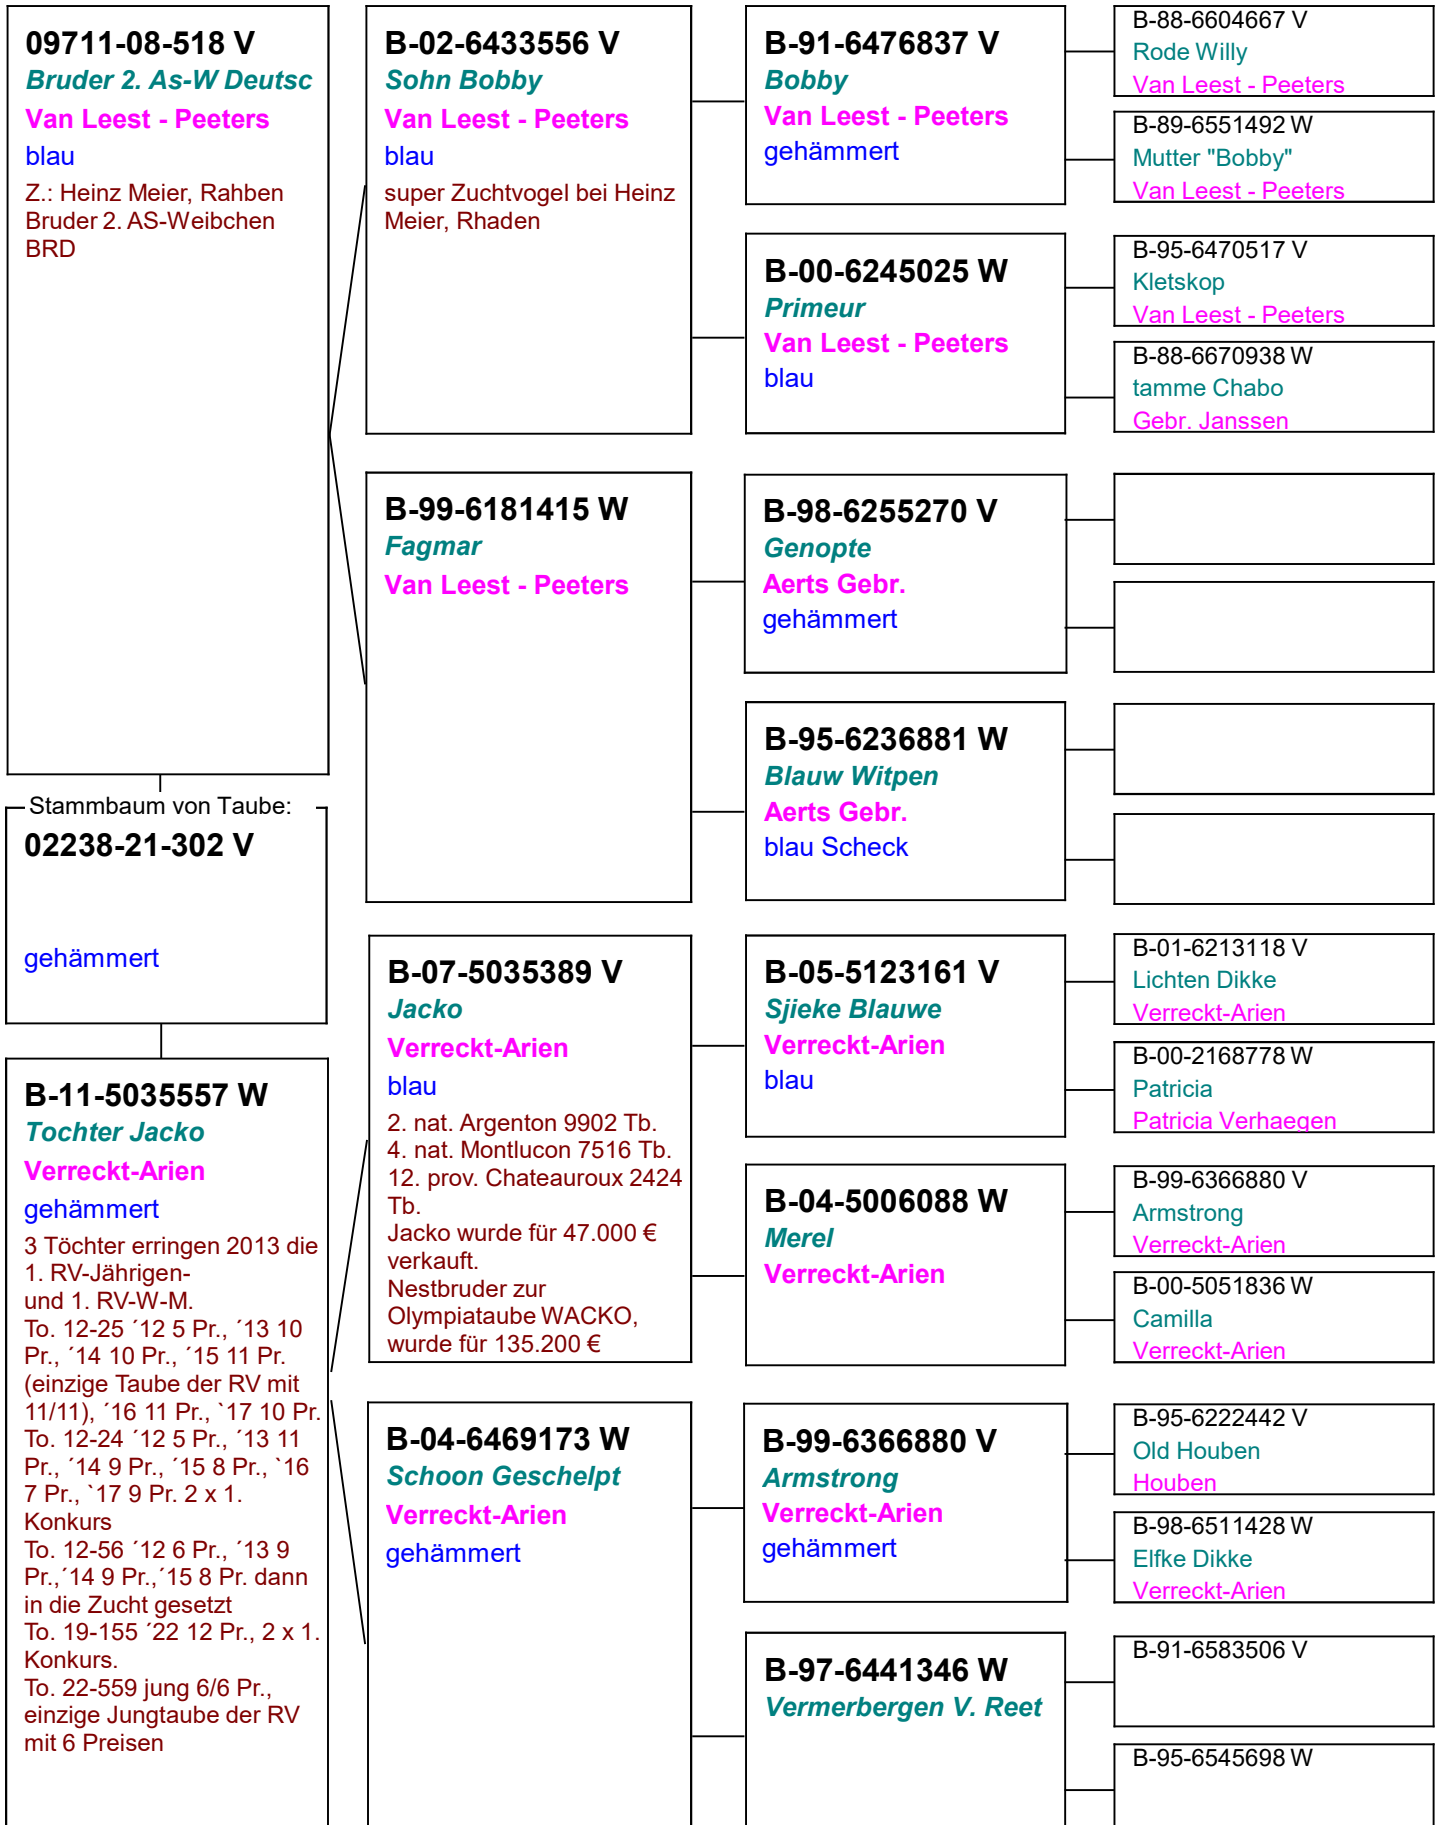 09711-08-518 V
Bruder 2. As-W Deutsc
Van Leest - Peeters
blau
Z.: Heinz Meier, Rahben
Bruder 2. AS-Weibchen
BRD
Stammbaum von Taube:
02238-21-302 V
gehämmert
B-11-5035557 W
Tochter Jacko
Verreckt-Arien
gehämmert
3 Töchter erringen 2013 die
1. RV-Jährigen-
und 1. RV-W-M.
To. 12-25 ´12 5 Pr., ´13 10
Pr., ´14 10 Pr., ´15 11 Pr.
(einzige Taube der RV mit
11/11), ´16 11 Pr., `17 10 Pr.
To. 12-24 ´12 5 Pr., ´13 11
Pr., ´14 9 Pr., ´15 8 Pr., `16
7 Pr., `17 9 Pr. 2 x 1.
Konkurs
To. 12-56 ´12 6 Pr., ´13 9
Pr.,´14 9 Pr.,´15 8 Pr. dann
in die Zucht gesetzt
To. 19-155 ´22 12 Pr., 2 x 1.
Konkurs.
To. 22-559 jung 6/6 Pr.,
einzige Jungtaube der RV
mit 6 Preisen
B-02-6433556 V
Sohn Bobby
Van Leest - Peeters
blau
super Zuchtvogel bei Heinz
Meier, Rhaden
B-99-6181415 W
Fagmar
Van Leest - Peeters
B-07-5035389 V
Jacko
Verreckt-Arien
blau
2. nat. Argenton 9902 Tb.
4. nat. Montlucon 7516 Tb.
12. prov. Chateauroux 2424
Tb.
Jacko wurde für 47.000 €
verkauft.
Nestbruder zur
Olympiataube WACKO,
wurde für 135.200 €
B-04-6469173 W
Schoon Geschelpt
Verreckt-Arien
gehämmert
B-91-6476837 V
Bobby
Van Leest - Peeters
gehämmert
B-00-6245025 W
Primeur
Van Leest - Peeters
blau
B-98-6255270 V
Genopte
Aerts Gebr.
gehämmert
B-95-6236881 W
Blauw Witpen
Aerts Gebr.
blau Scheck
B-05-5123161 V
Sjieke Blauwe
Verreckt-Arien
blau
B-04-5006088 W
Merel
Verreckt-Arien
B-99-6366880 V
Armstrong
Verreckt-Arien
gehämmert
B-97-6441346 W
Vermerbergen V. Reet
B-88-6604667 V
Rode Willy
Van Leest - Peeters
B-89-6551492 W
Mutter "Bobby"
Van Leest - Peeters
B-95-6470517 V
Kletskop
Van Leest - Peeters
B-88-6670938 W
tamme Chabo
Gebr. Janssen
B-01-6213118 V
Lichten Dikke
Verreckt-Arien
B-00-2168778 W
Patricia
Patricia Verhaegen
B-99-6366880 V
Armstrong
Verreckt-Arien
B-00-5051836 W
Camilla
Verreckt-Arien
B-95-6222442 V
Old Houben
Houben
B-98-6511428 W
Elfke Dikke
Verreckt-Arien
B-91-6583506 V
B-95-6545698 W